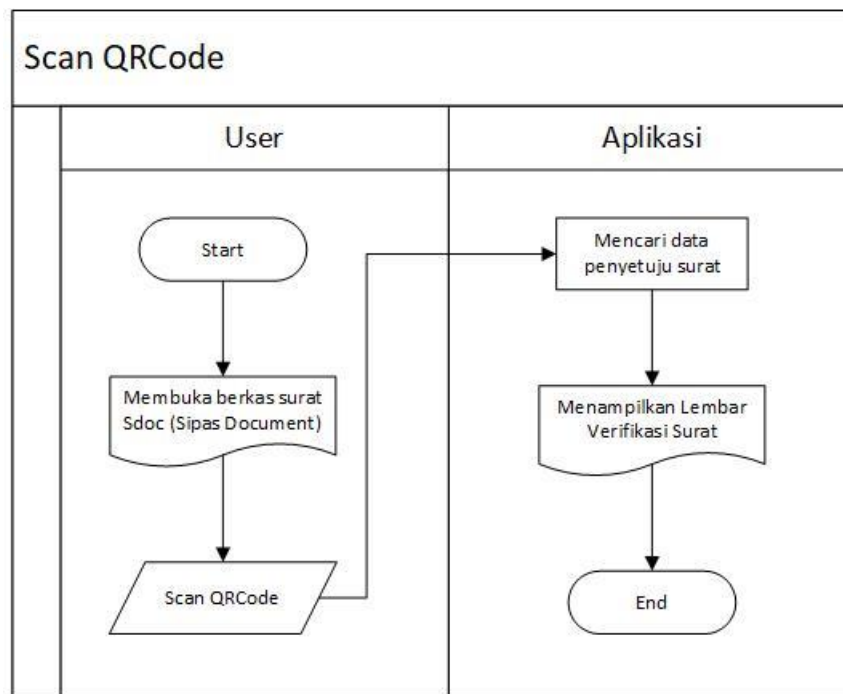 Scan QRCode
User
Aplikasi
Start
Membuka berkas surat
Sdoc (Sipas Document)
Scan QRCode
Mencari data
penyetuju surat
Menampilkan Lembar
Verifikasi Surat
End